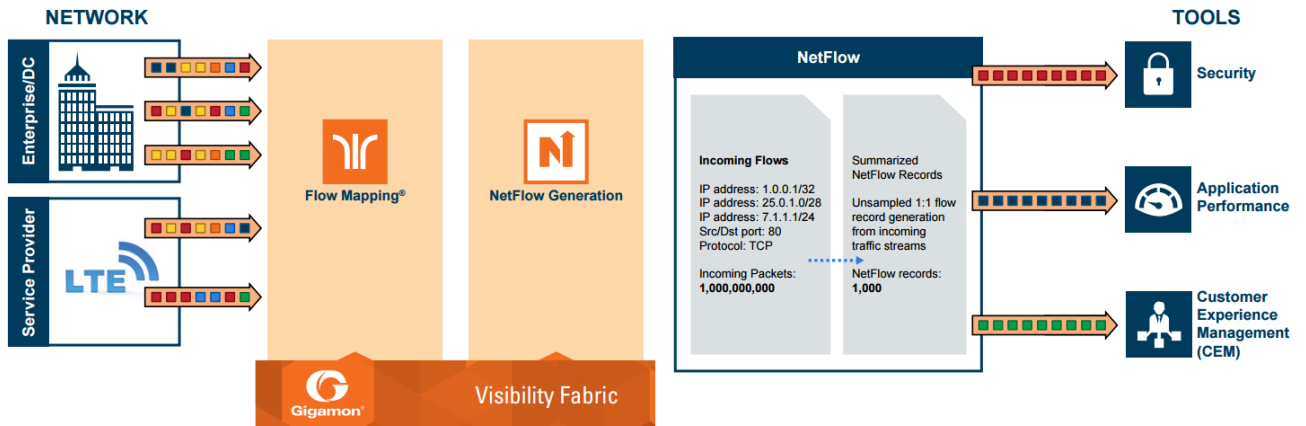 NETWORK
TOOLS
Enterprise/DC
Service Provider
LTE
Flow Mapping®
NetFlow Generation
Gigamon®
Visibility Fabric
NetFlow
Incoming Flows
IP address: 1.0.0.1/32
IP address: 25.0.1.0/28
IP address: 7.1.1.1/24
Src/Dst port: 80
Protocol: TCP
Incoming Packets:
1,000,000,000
Summarized
NetFlow Records
Unsampled 1:1 flow
record generation
from incoming
traffic streams
NetFlow records:
1,000
Security
Application
Performance
Customer
Experience
Management
(CEM)